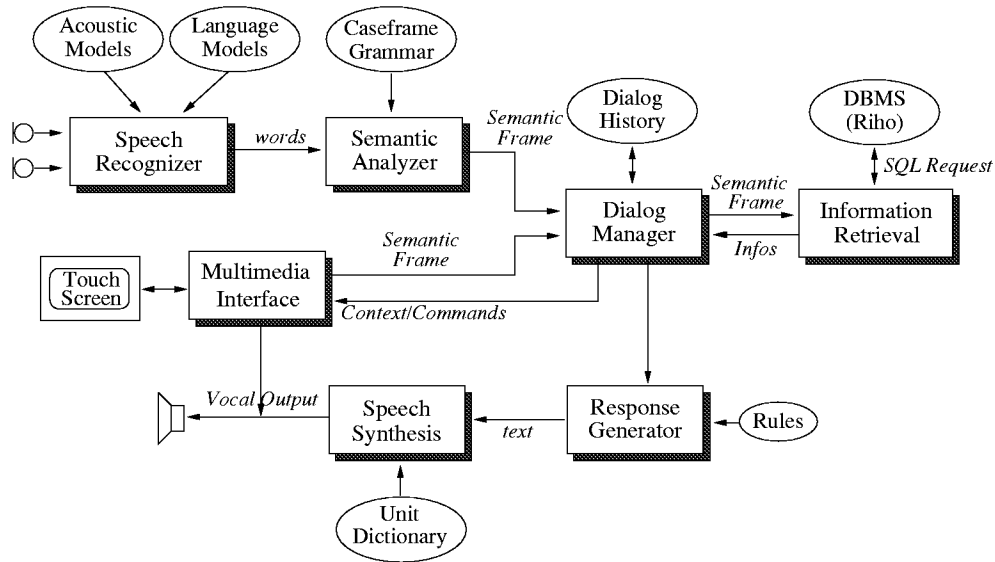 Acoustic
Models
Language
Models
Caseframe
Grammar
Dialog
History
DBMS
(Riho)
Speech
Recognizer
words
Semantic
Analyzer
Semantic
Frame
SQL Request
Dialog
Manager
Semantic
Frame
Infos
Information
Retrieval
Touch
Screen
Multimedia
Interface
Semantic
Frame
Context/Commands
Vocal Output
Speech
Synthesis
text
Response
Generator
Rules
Unit
Dictionary